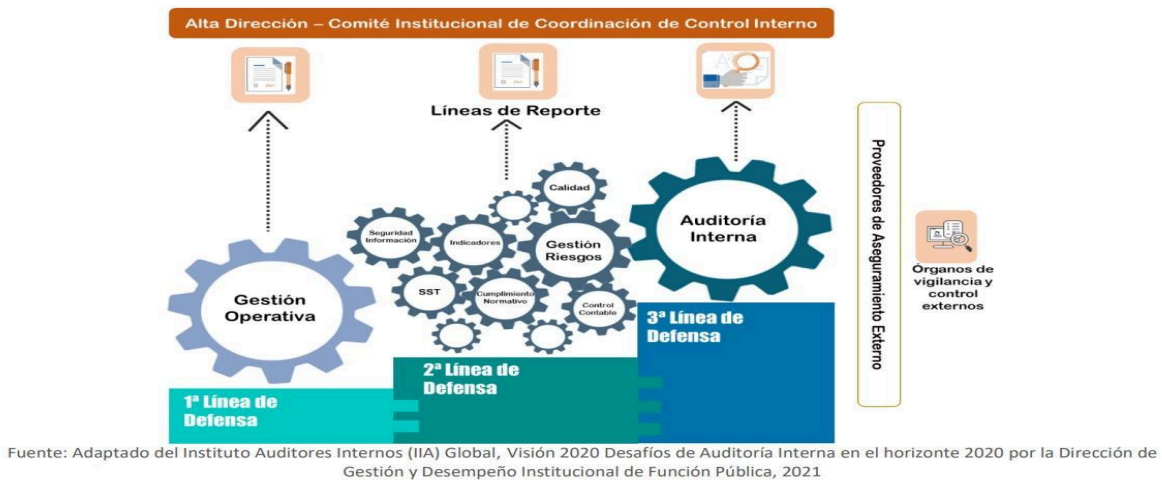 Alta Dirección – Comité Institucional de Coordinación de Control Interno
Líneas de Reporte
Gestión
Operativa
Seguridad
Información
Indicadores
Calidad
Gestión
Riesgos
SST
Cumplimiento
Normativo
Control
Contable
Auditoría
Interna
1ª Línea de
Defensa
2ª Línea de
Defensa
3ª Línea de
Defensa
Proveedores de Aseguramiento Externo
Órganos de
vigilancia y
control
externos
Fuente: Adaptado del Instituto Auditores Internos (IIA) Global, Visión 2020 Desafíos de Auditoría Interna en el horizonte 2020 por la Dirección de
Gestión y Desempeño Institucional de Función Pública, 2021